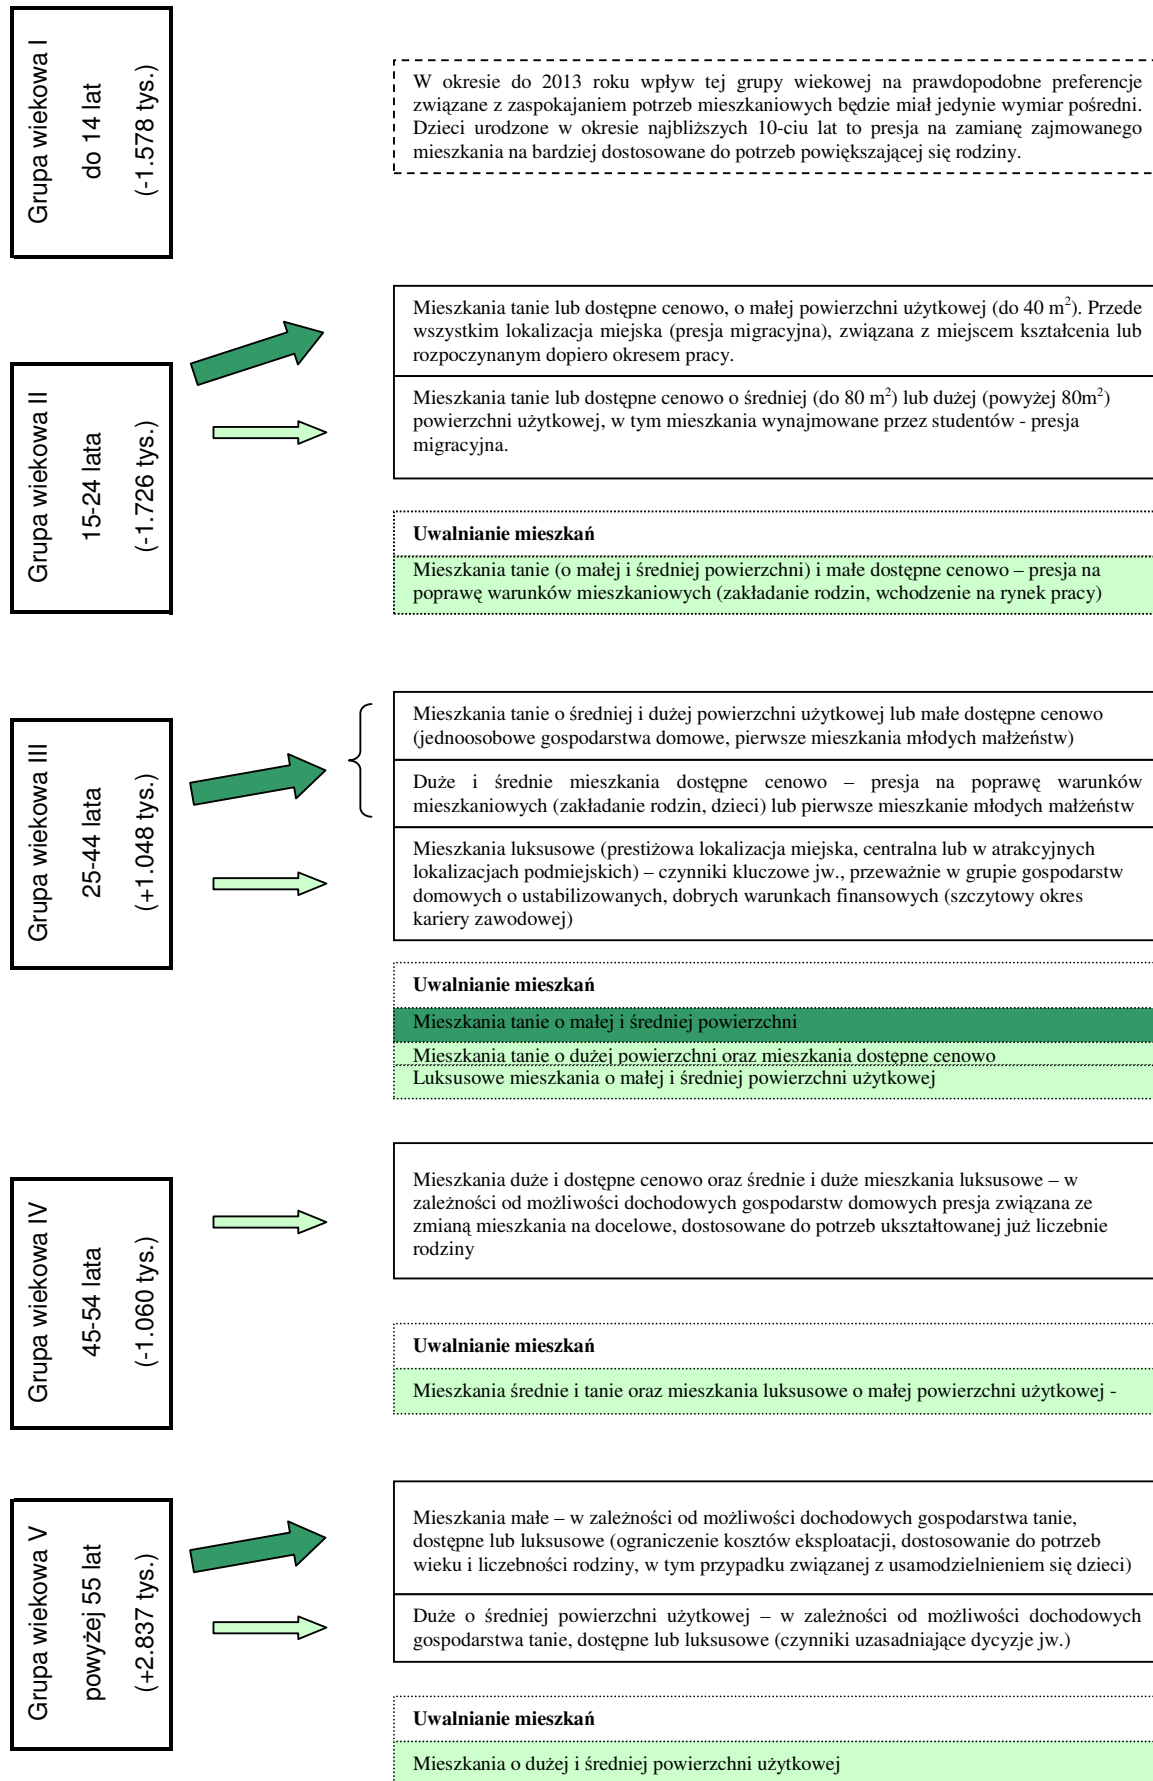 Grupa wiekowa I
do 14 lat
(-1.578 tys.)
W okresie do 2013 roku wpływ tej grupy wiekowej na prawdopodobne preferencje
związane z zaspokajaniem potrzeb mieszkaniowych będzie miał jedynie wymiar pośredni.
Dzieci urodzone w okresie najbliższych 10-ciu lat to presja na zamianę zajmowanego
mieszkania na bardziej dostosowane do potrzeb powiększającej się rodziny.
Grupa wiekowa II
15-24 lata
(-1.726 tys.)
Mieszkania tanie lub dostępne cenowo, o małej powierzchni użytkowej (do 40 m²). Przede
wszystkim lokalizacja miejska (presja migracyjna), związana z miejscem kształcenia lub
rozpoczynanym dopiero okresem pracy.
Mieszkania tanie lub dostępne cenowo o średniej (do 80 m²) lub dużej (powyżej 80m²)
powierzchni użytkowej, w tym mieszkania wynajmowane przez studentów - presja
migracyjna.
Uwalnianie mieszkań
Mieszkania tanie (o małej i średniej powierzchni) i małe dostępne cenowo – presja na
poprawę warunków mieszkaniowych (zakładanie rodzin, wchodzenie na rynek pracy)
Grupa wiekowa III
25-44 lata
(+1.048 tys.)
Mieszkania tanie o średniej i dużej powierzchni użytkowej lub małe dostępne cenowo
(jednoosobowe gospodarstwa domowe, pierwsze mieszkania młodych małżeństw)
Duże i średnie mieszkania dostępne cenowo – presja na poprawę warunków
mieszkaniowych (zakładanie rodzin, dzieci) lub pierwsze mieszkanie młodych małżeństw
Mieszkania luksusowe (prestiżowa lokalizacja miejska, centralna lub w atrakcyjnych
lokalizacjach podmiejskich) – czynniki kluczowe jw., przeważnie w grupie gospodarstw
domowych o ustabilizowanych, dobrych warunkach finansowych (szczytowy okres
kariery zawodowej)
Uwalnianie mieszkań
Mieszkania tanie o małej i średniej powierzchni
Mieszkania tanie o dużej powierzchni oraz mieszkania dostępne cenowo
Luksusowe mieszkania o małej i średniej powierzchni użytkowej
Grupa wiekowa IV
45-54 lata
(-1.060 tys.)
Mieszkania duże i dostępne cenowo oraz średnie i duże mieszkania luksusowe – w
zależności od możliwości dochodowych gospodarstw domowych presja związana ze
zmianą mieszkania na docelowe, dostosowane do potrzeb ukształtowanej już liczebnie
rodziny
Uwalnianie mieszkań
Mieszkania średnie i tanie oraz mieszkania luksusowe o małej powierzchni użytkowej -
Grupa wiekowa V
powyżej 55 lat
(+2.837 tys.)
Mieszkania małe – w zależności od możliwości dochodowych gospodarstwa tanie,
dostępne lub luksusowe (ograniczenie kosztów eksploatacji, dostosowanie do potrzeb
wieku i liczebności rodziny, w tym przypadku związanej z usamodzielnieniem się dzieci)
Duże o średniej powierzchni użytkowej – w zależności od możliwości dochodowych
gospodarstwa tanie, dostępne lub luksusowe (czynniki uzasadniające dycyzje jw.)
Uwalnianie mieszkań
Mieszkania o dużej i średniej powierzchni użytkowej